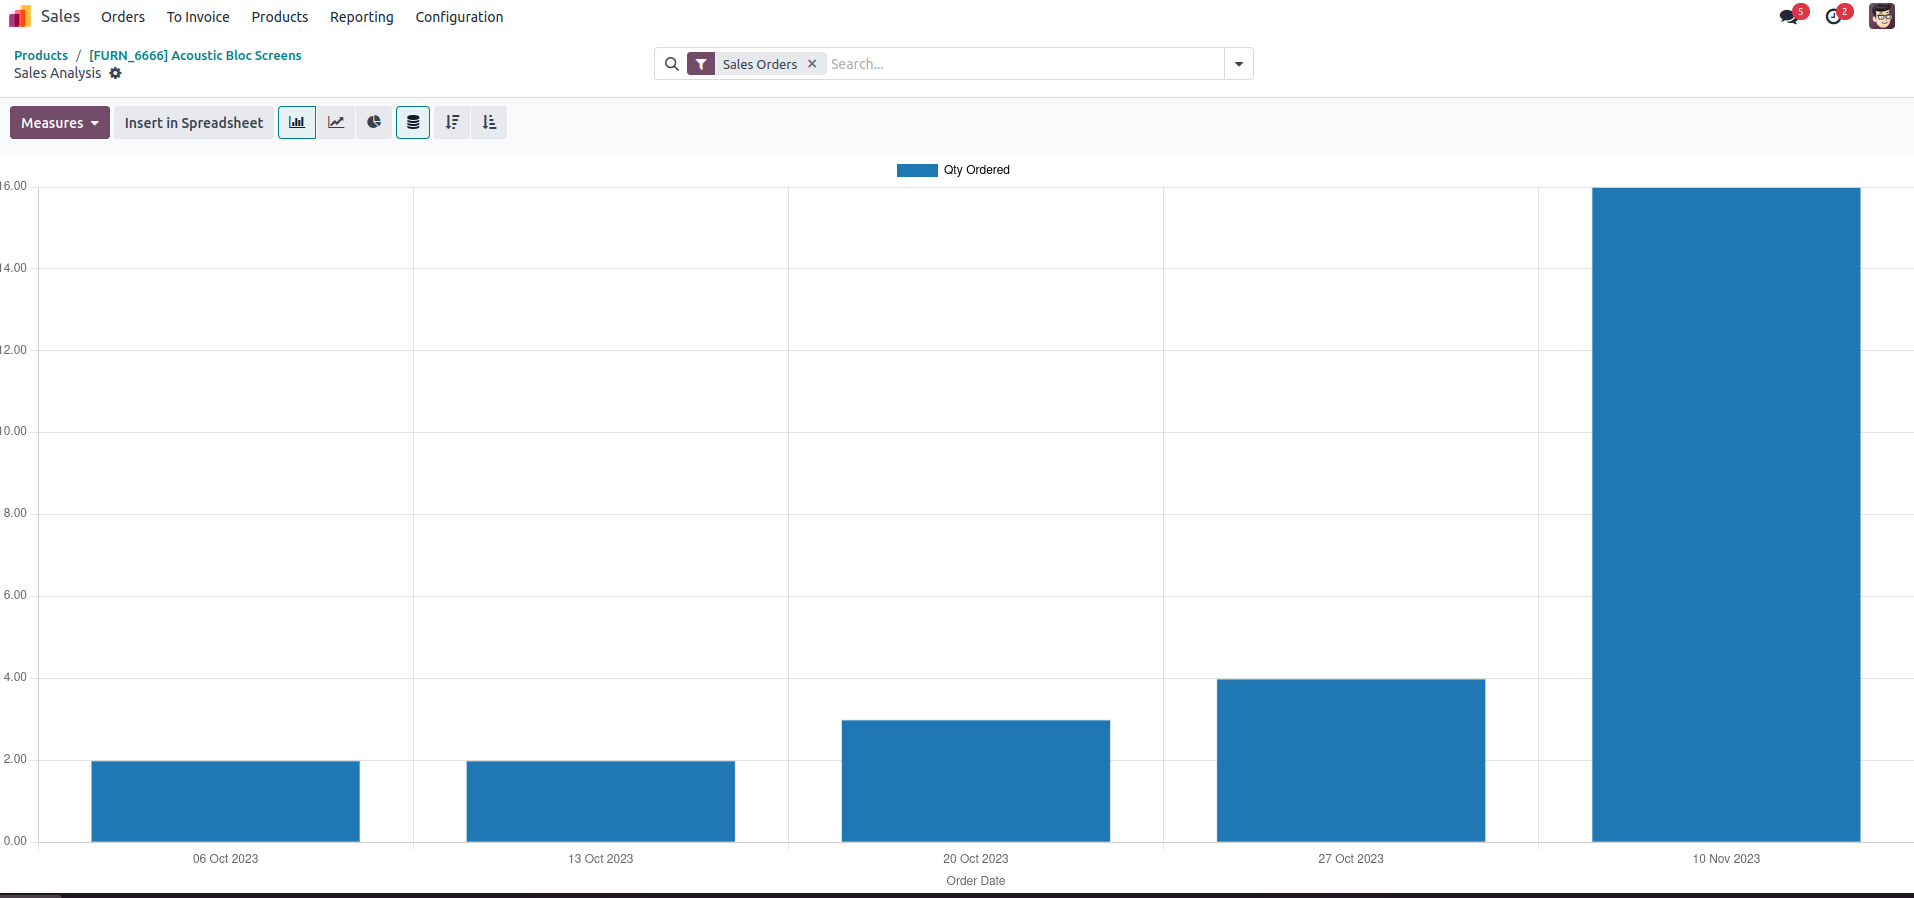 Sales Orders To Invoice Products Reporting Configuration 5 2
Products / [FURN_6666] Acoustic Bloc Screens
Sales Analysis
Sales Orders × Search...
Measures Insert in Spreadsheet
Qty Ordered
16.00
14.00
12.00
10.00
8.00
6.00
4.00
2.00
0.00
06 Oct 2023 13 Oct 2023 20 Oct 2023 27 Oct 2023 10 Nov 2023
Order Date